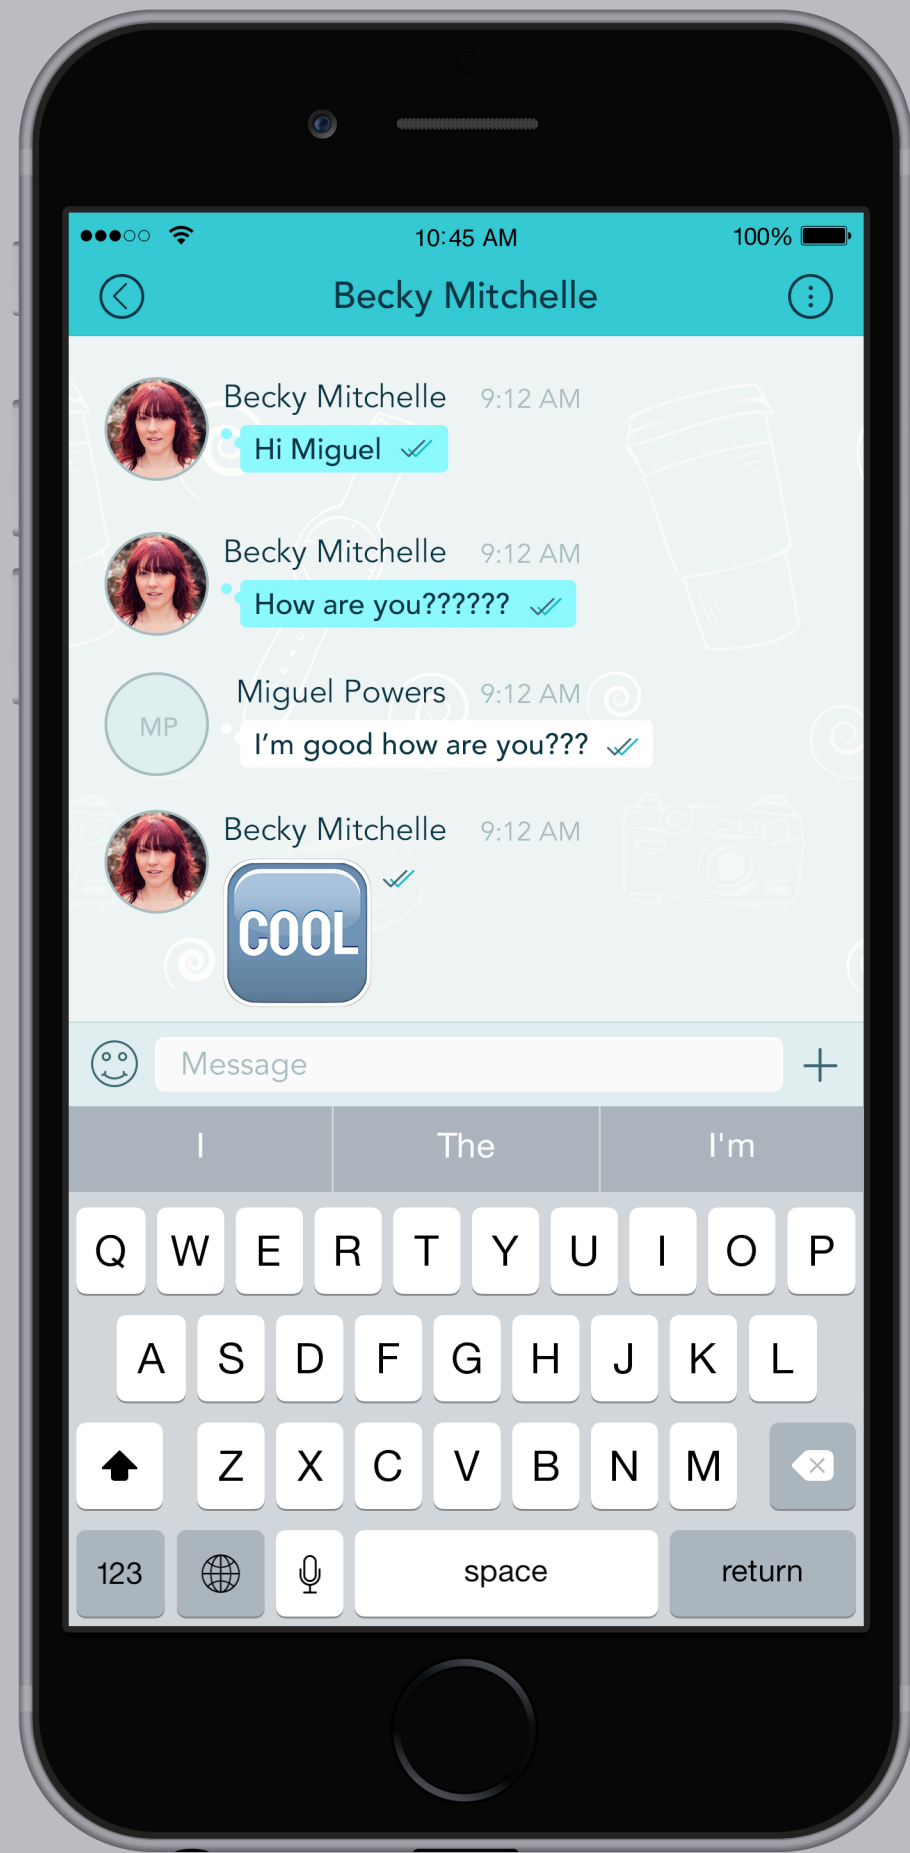 10:45 AM 100%
Becky Mitchelle
Becky Mitchelle 9:12 AM
Hi Miguel
Becky Mitchelle 9:12 AM
How are you??????
MP
Miguel Powers 9:12 AM
I’m good how are you???
Becky Mitchelle 9:12 AM
COOL
Message
I The I'm
Q W E R T Y U I O P
A S D F G H J K L
Z X C V B N M
123 space return